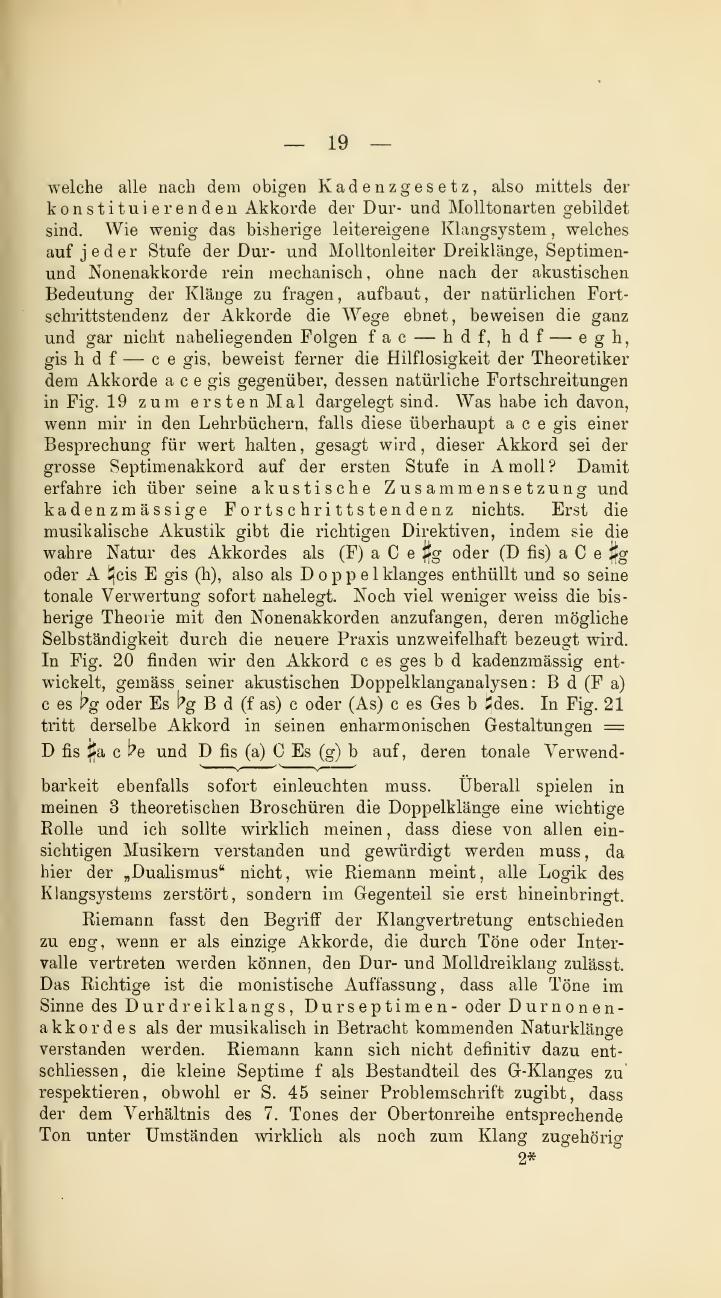 — 19 —
welche alle nach dem obigen Kadenzgesetz, also mittels der
konstituierenden Akkorde der Dur- und Molltonarten gebildet
sind. Wie wenig das bisherige leitereigene Klangsystem, welches
auf jeder Stufe der Dur- und Molltonleiter Dreiklänge, Septimen-
und Nonenakkorde rein mechanisch, ohne nach der akustischen
Bedeutung der Klänge zu fragen, aufbaut, der natürlichen Fort-
schrittstendenz der Akkorde die Wege ebnet, beweisen die ganz
und gar nicht naheliegenden Folgen f a c — h d f, h d f — e g h,
gis h d f — c e gis, beweist ferner die Hilflosigkeit der Theoretiker
dem Akkorde a c e gis gegenüber, dessen natürliche Fortschreitungen
in Fig. 19 zum ersten Mal dargelegt sind. Was habe ich davon,
wenn mir in den Lehrbüchern, falls diese überhaupt a c e gis einer
Besprechung für wert halten, gesagt wird, dieser Akkord sei der
grosse Septimenakkord auf der ersten Stufe in A moll? Damit
erfahre ich über seine akustische Zusammensetzung und
kadenzmässige Fortschrittstendenz nichts. Erst die
musikalische Akustik gibt die richtigen Direktiven, indem sie die
wahre Natur des Akkordes als (F) a C e ♯g oder (D fis) a C e ♯g
oder A ♮cis E gis (h), also als Doppelklanges enthüllt und so seine
tonale Verwertung sofort nahelegt. Noch viel weniger weiss die bis-
herige Theorie mit den Nonenakkorden anzufangen, deren mögliche
Selbständigkeit durch die neuere Praxis unzweifelhaft bezeugt wird.
In Fig. 20 finden wir den Akkord c es ges b d kadenzmässig ent-
wickelt, gemäss seiner akustischen Doppelklanganalysen: B d (F a)
c es ♭g oder Es ♭g B d (f as) c oder (As) c es Ges b ♮des. In Fig. 21
tritt derselbe Akkord in seinen enharmonischen Gestaltungen =
D fis ♯a c ♭e und D fis (a) C Es (g) b auf, deren tonale Verwend-
barkeit ebenfalls sofort einleuchten muss. Überall spielen in
meinen 3 theoretischen Broschüren die Doppelklänge eine wichtige
Rolle und ich sollte wirklich meinen, dass diese von allen ein-
sichtigen Musikern verstanden und gewürdigt werden muss, da
hier der „Dualismus“ nicht, wie Riemann meint, alle Logik des
Klangsystems zerstört, sondern im Gegenteil sie erst hineinbringt.
Riemann fasst den Begriff der Klangvertretung entschieden
zu eng, wenn er als einzige Akkorde, die durch Töne oder Inter-
valle vertreten werden können, den Dur- und Molldreiklang zulässt.
Das Richtige ist die monistische Auffassung, dass alle Töne im
Sinne des Durdreiklangs, Durseptimen- oder Durnonen-
akkordes als der musikalisch in Betracht kommenden Naturklänge
verstanden werden. Riemann kann sich nicht definitiv dazu ent-
schliessen, die kleine Septime f als Bestandteil des G-Klanges zu
respektieren, obwohl er S. 45 seiner Problemschrift zugibt, dass
der dem Verhältnis des 7. Tones der Obertonreihe entsprechende
Ton unter Umständen wirklich als noch zum Klang zugehörig
2*